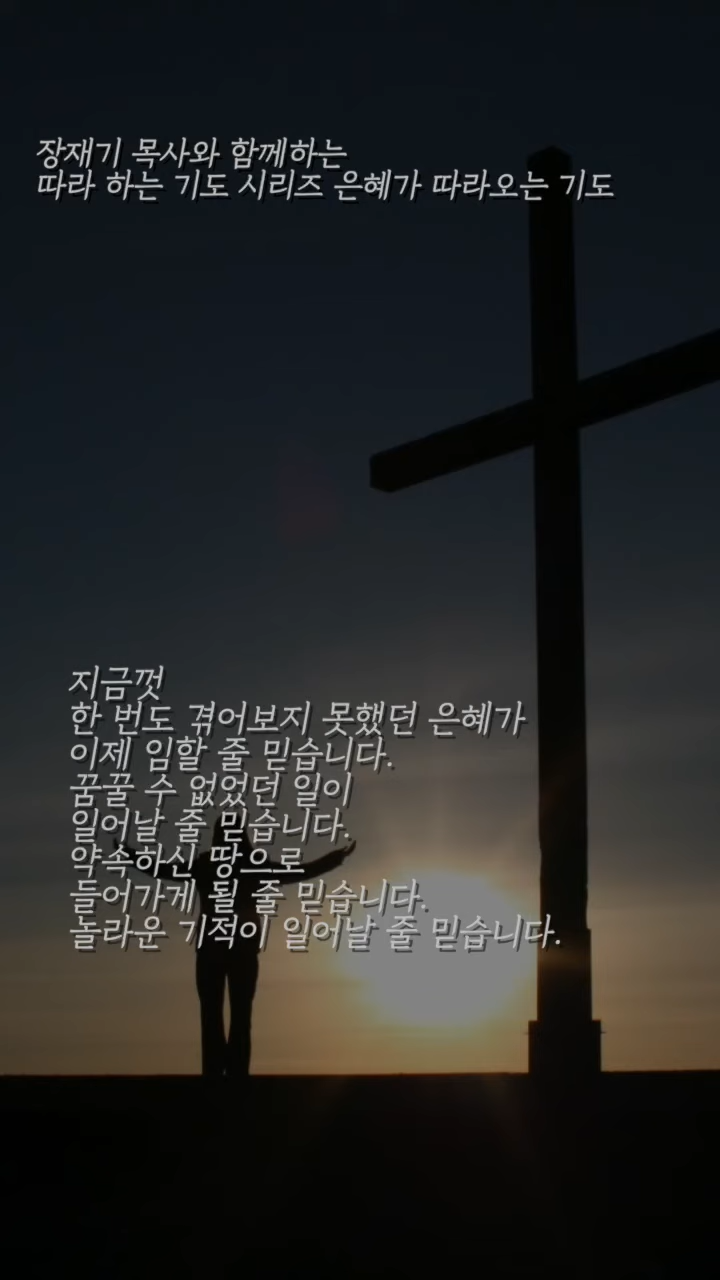 장재기 목사와 함께하는
따라 하는 기도 시리즈 은혜가 따라오는 기도
지금껏
한 번도 겪어보지 못했던 은혜가
이제 임할 줄 믿습니다.
꿈꿀 수 없었던 일이
일어날 줄 믿습니다.
약속하신 땅으로
들어가게 될 줄 믿습니다.
놀라운 기적이 일어날 줄 믿습니다.